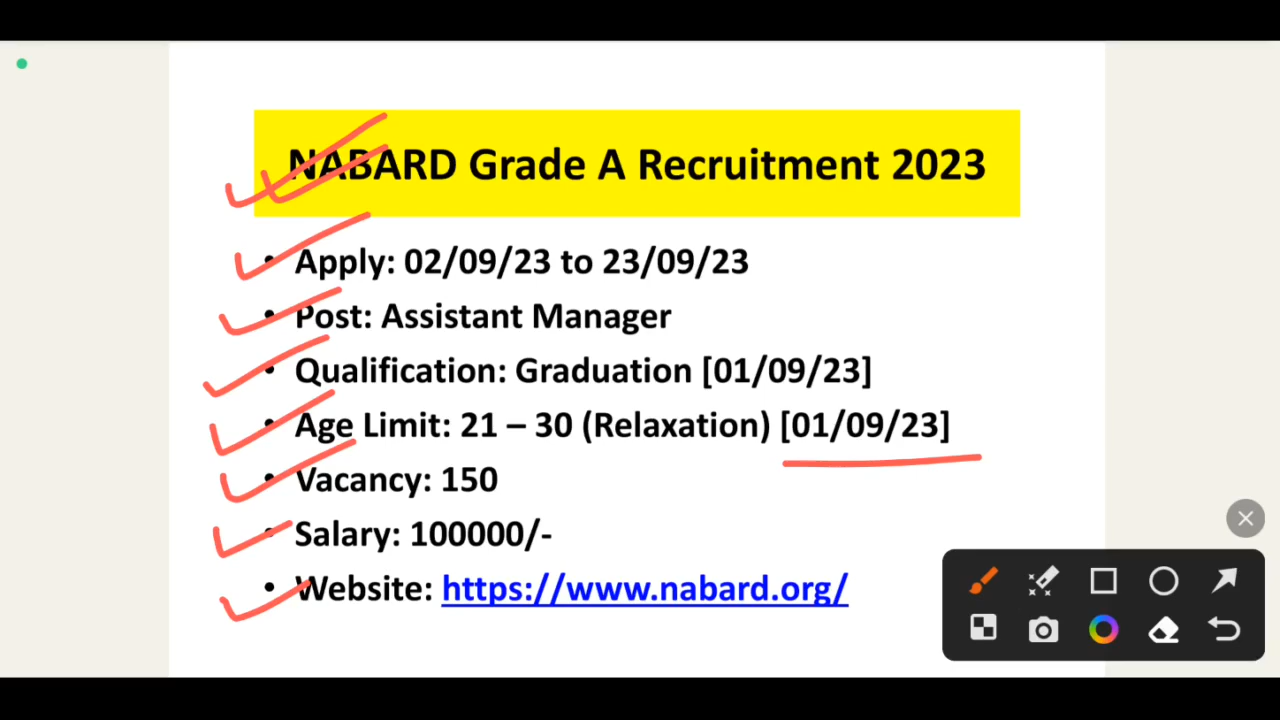 NABARD Grade A Recruitment 2023
• Apply: 02/09/23 to 23/09/23
• Post: Assistant Manager
• Qualification: Graduation [01/09/23]
• Age Limit: 21 – 30 (Relaxation) [01/09/23]
• Vacancy: 150
• Salary: 100000/-
• Website: https://www.nabard.org/